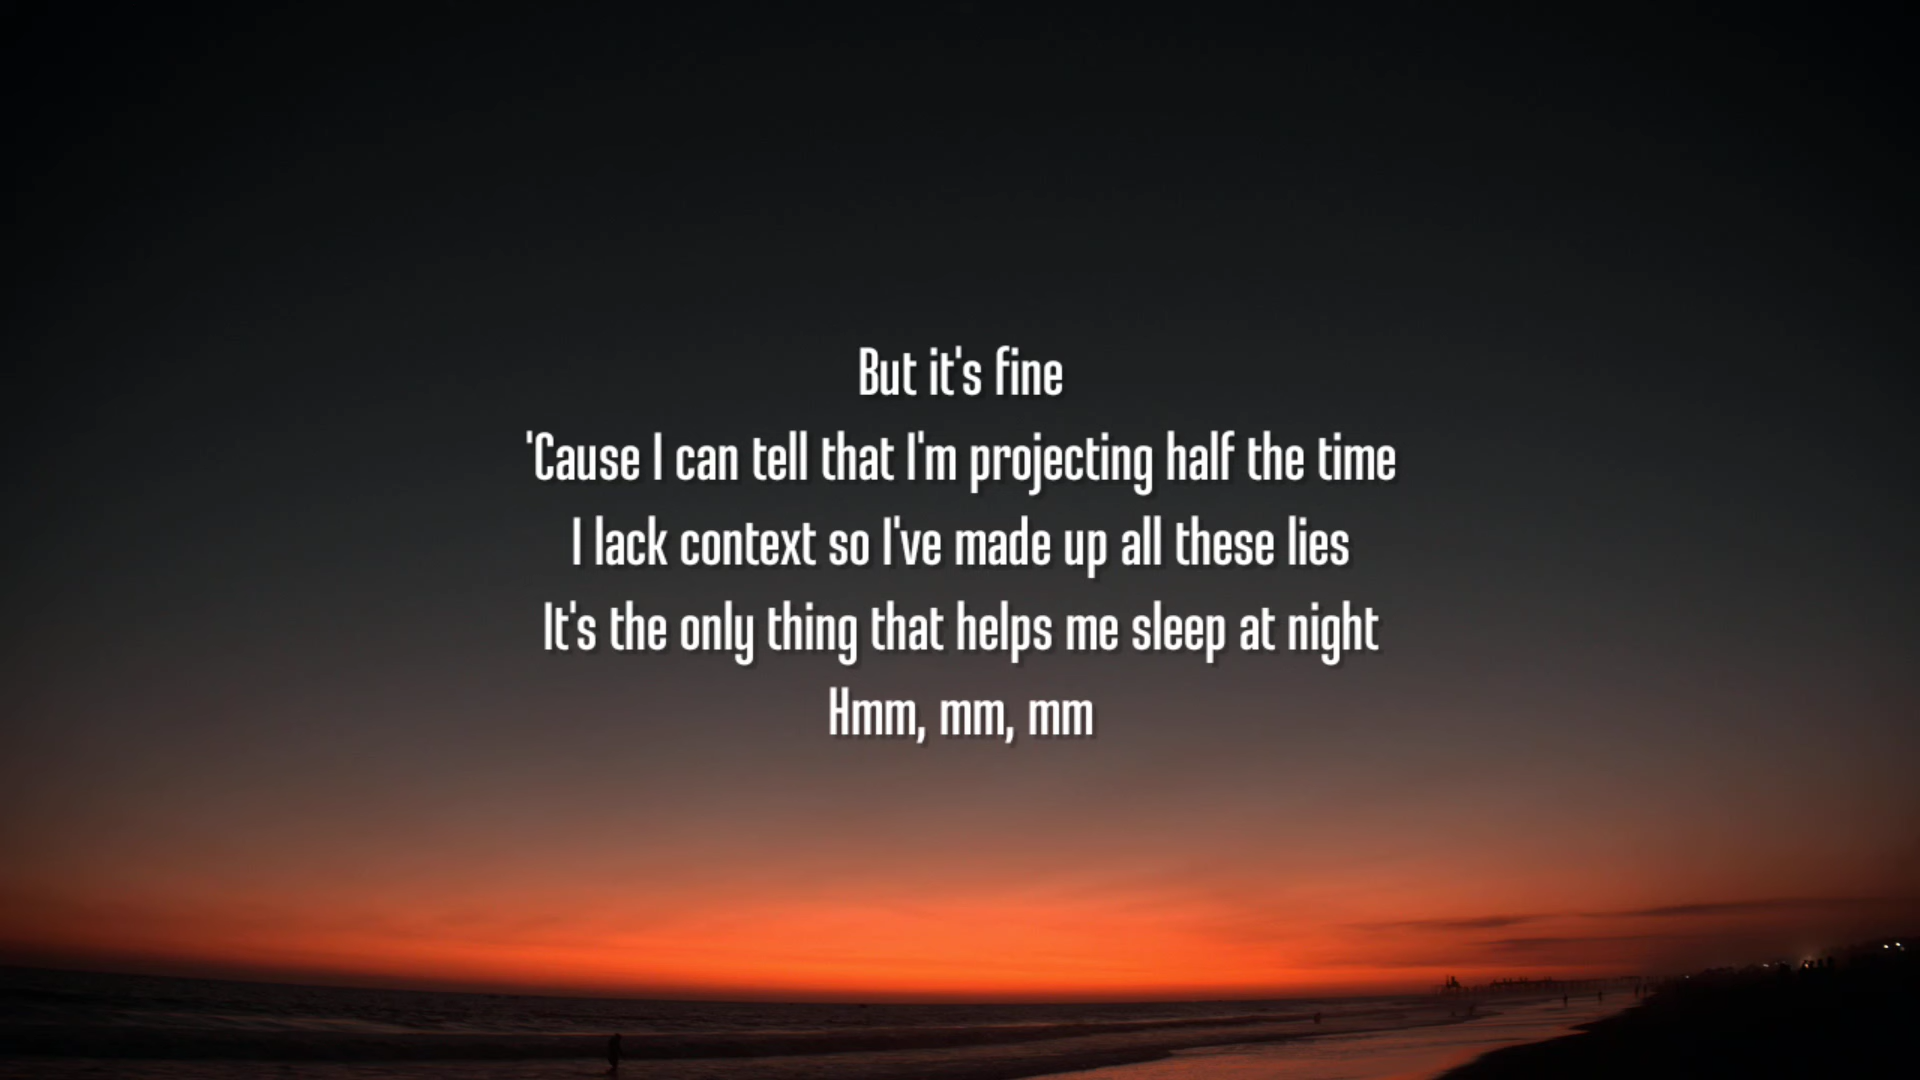 But it's fine
'Cause I can tell that I'm projecting half the time
I lack context so I've made up all these lies
It's the only thing that helps me sleep at night
Hmm, mm, mm